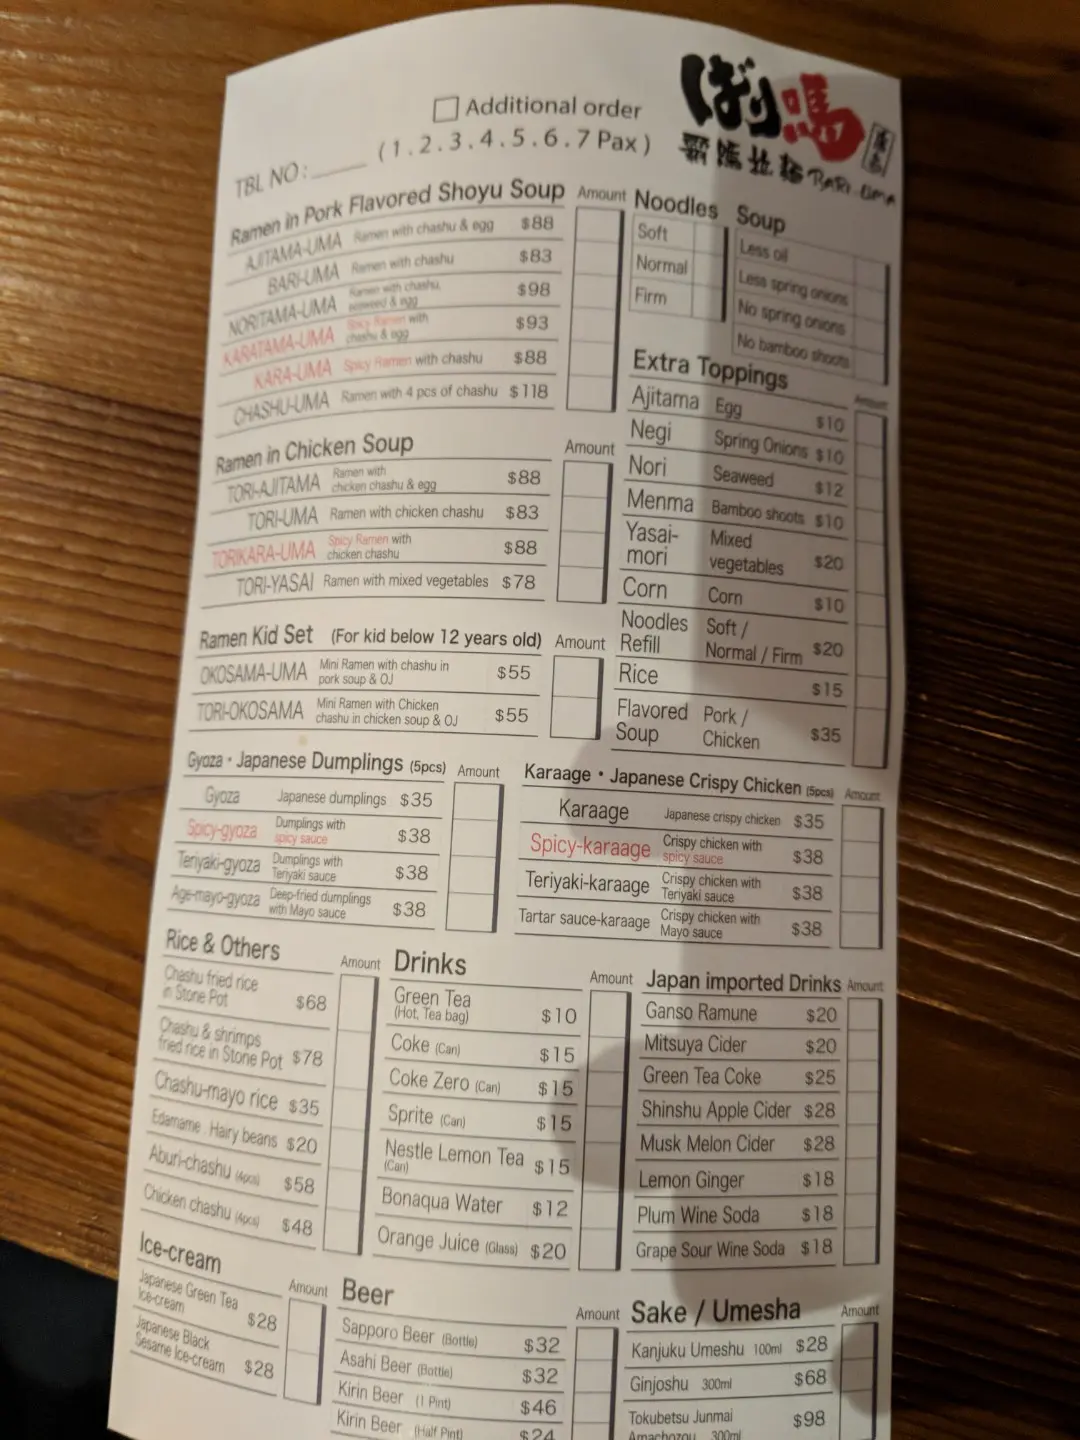 ばり嗎
BARI-UMA
Additional order
TBL NO: (1.2.3.4.5.6.7 Pax)
Ramen in Pork Flavored Shoyu Soup Amount
AJITAMA-UMA Ramen with chashu & egg $88
BARI-UMA Ramen with chashu $83
NORITAMA-UMA Ramen with chashu, seaweed & egg $98
KARATAMA-UMA Spicy Ramen with chashu & egg $93
KARA-UMA Spicy Ramen with chashu $88
CHASHU-UMA Ramen with 4 pcs of chashu $118
Noodles
Soft
Normal
Firm
Soup
Less oil
Less spring onions
No spring onions
No bamboo shoots
Ramen in Chicken Soup Amount
TORI-AJITAMA Ramen with chicken chashu & egg $88
TORI-UMA Ramen with chicken chashu $83
TORIKARA-UMA Spicy Ramen with chicken chashu $88
TORI-YASAI Ramen with mixed vegetables $78
Ramen Kid Set (For kid below 12 years old) Amount
OKOSAMA-UMA Mini Ramen with chashu in pork soup & OJ $55
TORI-OKOSAMA Mini Ramen with Chicken chashu in chicken soup & OJ $55
Extra Toppings Amount
Ajitama Egg $10
Negi Spring Onions $10
Nori Seaweed $12
Menma Bamboo shoots $10
Yasai-mori Mixed vegetables $20
Corn Corn $10
Noodles Refill Soft / Normal / Firm $20
Rice $15
Flavored Soup Pork / Chicken $35
Gyoza・Japanese Dumplings (5pcs) Amount
Gyoza Japanese dumplings $35
Spicy-gyoza Dumplings with spicy sauce $38
Teriyaki-gyoza Dumplings with Teriyaki sauce $38
Age-mayo-gyoza Deep-fried dumplings with Mayo sauce $38
Karaage・Japanese Crispy Chicken (5pcs) Amount
Karaage Japanese crispy chicken $35
Spicy-karaage Crispy chicken with spicy sauce $38
Teriyaki-karaage Crispy chicken with Teriyaki sauce $38
Tartar sauce-karaage Crispy chicken with Mayo sauce $38
Rice & Others Amount
Chashu fried rice in Stone Pot $68
Chashu & shrimps fried rice in Stone Pot $78
Chashu-mayo rice $35
Edamame . Hairy beans $20
Aburi-chashu (4pcs) $58
Chicken chashu (4pcs) $48
Drinks Amount
Green Tea (Hot, Tea bag) $10
Coke (Can) $15
Coke Zero (Can) $15
Sprite (Can) $15
Nestle Lemon Tea (Can) $15
Bonaqua Water $12
Orange Juice (Glass) $20
Japan imported Drinks Amount
Ganso Ramune $20
Mitsuya Cider $20
Green Tea Coke $25
Shinshu Apple Cider $28
Musk Melon Cider $28
Lemon Ginger $18
Plum Wine Soda $18
Grape Sour Wine Soda $18
Ice-cream Amount
Japanese Green Tea Ice-cream $28
Japanese Black Sesame Ice-cream $28
Beer Amount
Sapporo Beer (Bottle) $32
Asahi Beer (Bottle) $32
Kirin Beer (1 Pint) $46
Kirin Beer (Half Pint) $24
Sake / Umesha Amount
Kanjuku Umeshu 100ml $28
Ginjoshu 300ml $68
Tokubetsu Junmai Amachozou 300ml $98